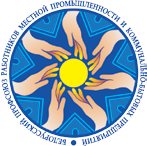 БЕЛОРУССКИЙ ПРОФСОЮЗ РАБОТНИКОВ МЕСТНОЙ ПРОМЫШЛЕННОСТИ И КОММУНАЛЬНО-БЫТОВЫХ ПРЕДПРИЯТИЙ